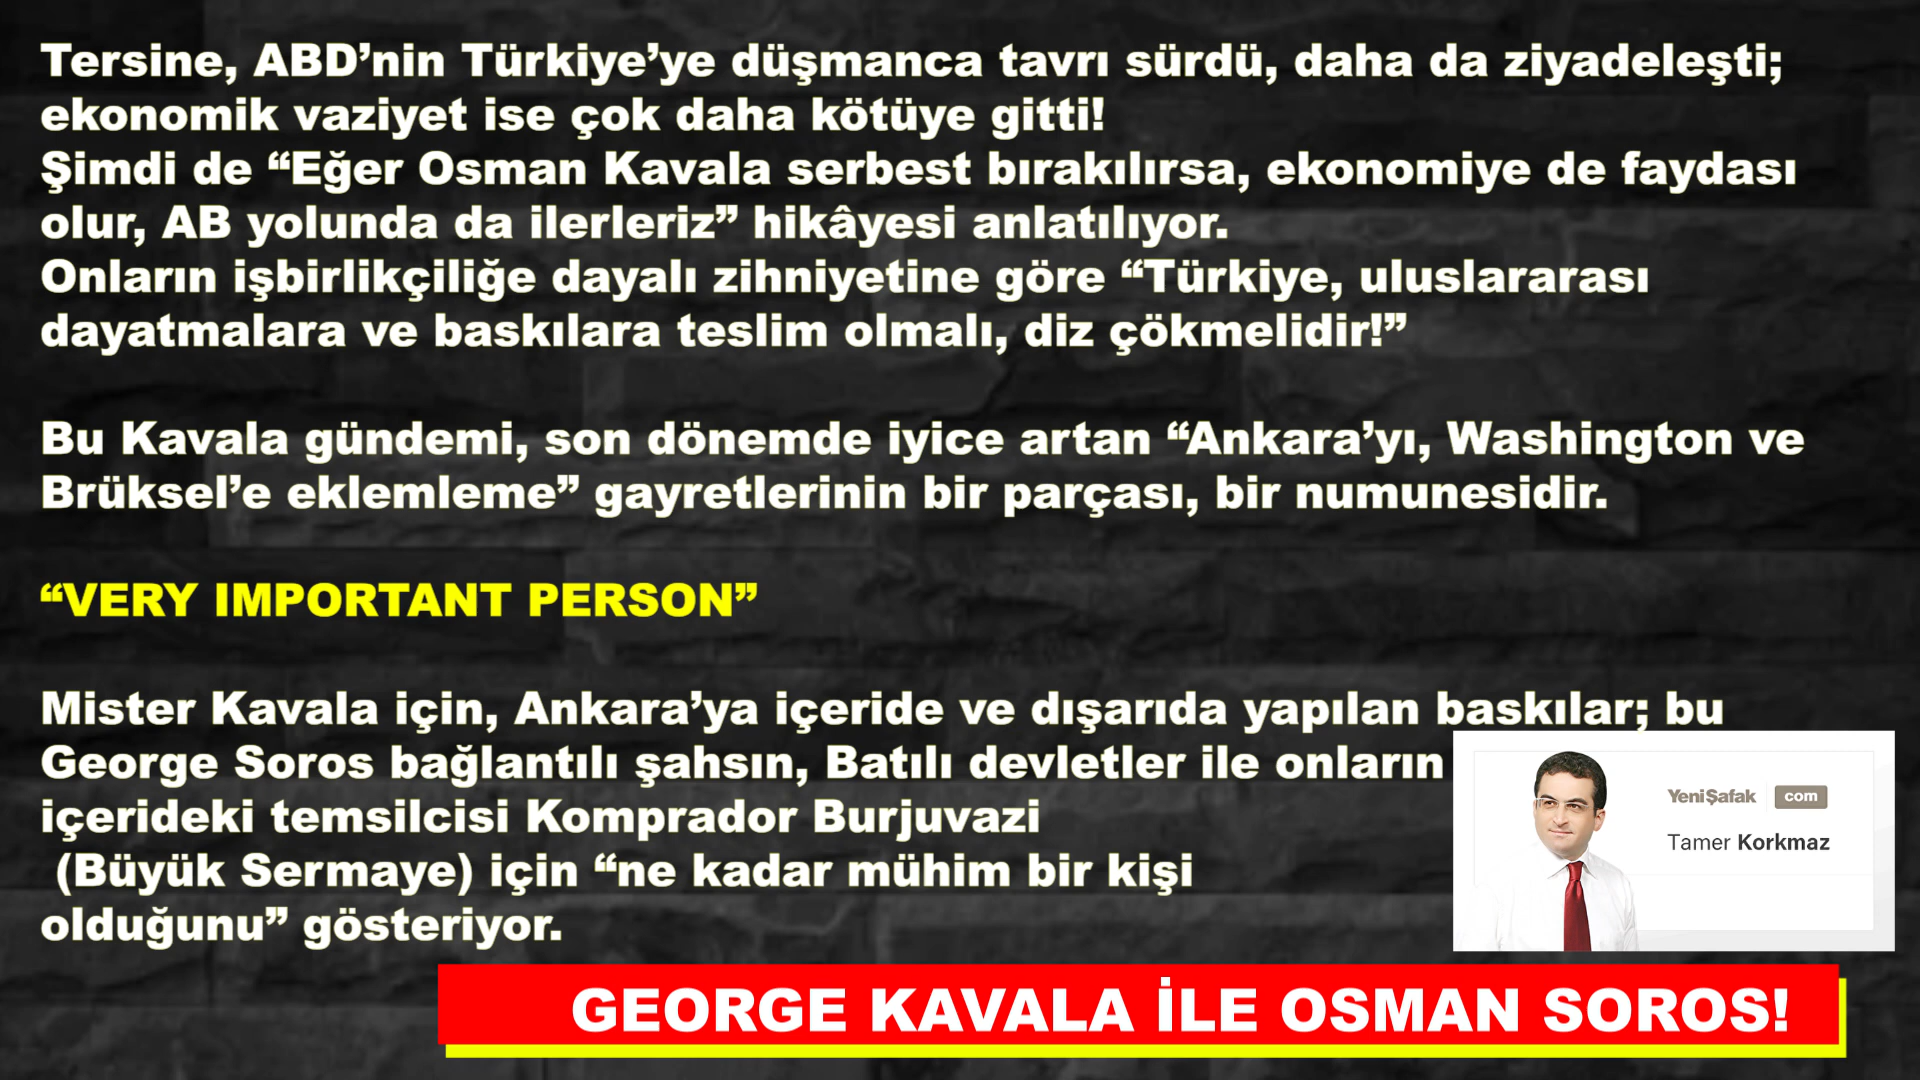 Tersine, ABD’nin Türkiye’ye düşmanca tavrı sürdü, daha da ziyadeleşti;
ekonomik vaziyet ise çok daha kötüye gitti!
Şimdi de “Eğer Osman Kavala serbest bırakılırsa, ekonomiye de faydası
olur, AB yolunda da ilerleriz” hikâyesi anlatılıyor.
Onların işbirlikçiliğe dayalı zihniyetine göre “Türkiye, uluslararası
dayatmalara ve baskılara teslim olmalı, diz çökmelidir!”
Bu Kavala gündemi, son dönemde iyice artan “Ankara’yı, Washington ve
Brüksel’e eklemleme” gayretlerinin bir parçası, bir numunesidir.
“VERY IMPORTANT PERSON”
Mister Kavala için, Ankara’ya içeride ve dışarıda yapılan baskılar; bu
George Soros bağlantılı şahsın, Batılı devletler ile onların
içerideki temsilcisi Komprador Burjuvazi
(Büyük Sermaye) için “ne kadar mühim bir kişi
olduğunu” gösteriyor.
YeniŞafak com
Tamer Korkmaz
GEORGE KAVALA İLE OSMAN SOROS!